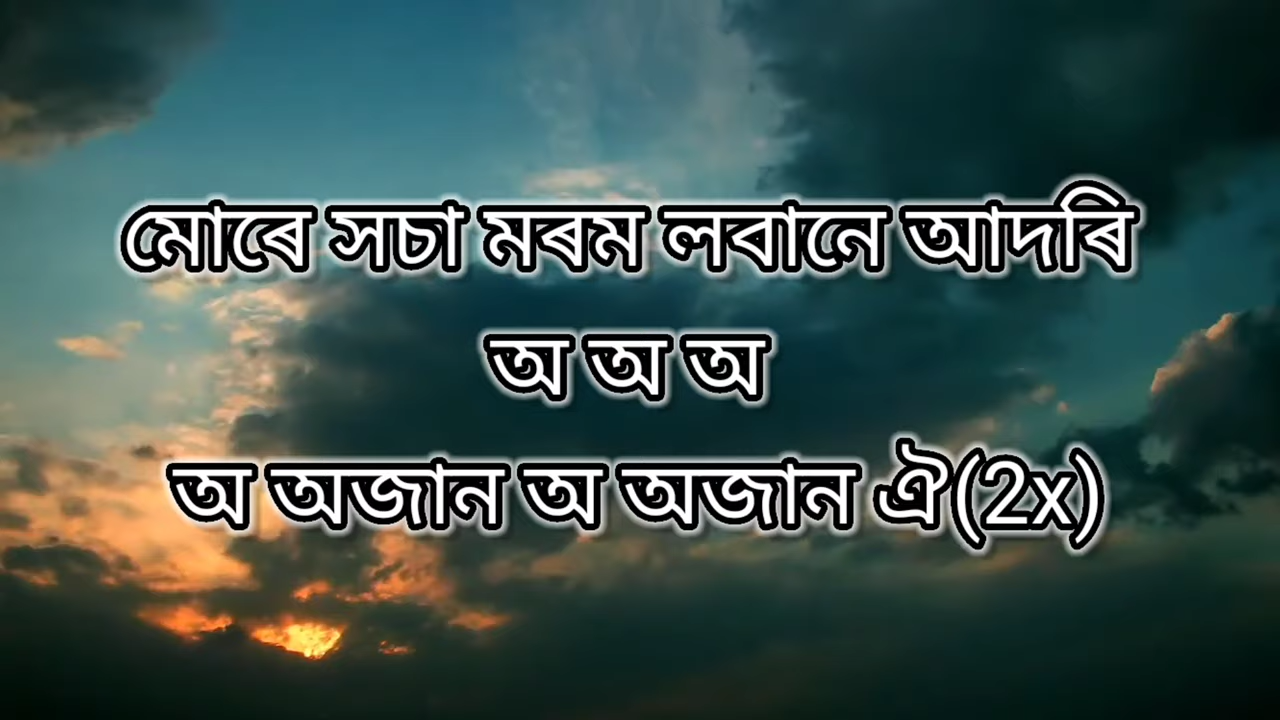 মোৰে সচা মৰম লবানে আদৰি
অ অ অ
অ অজান অ অজান ঐ(2x)